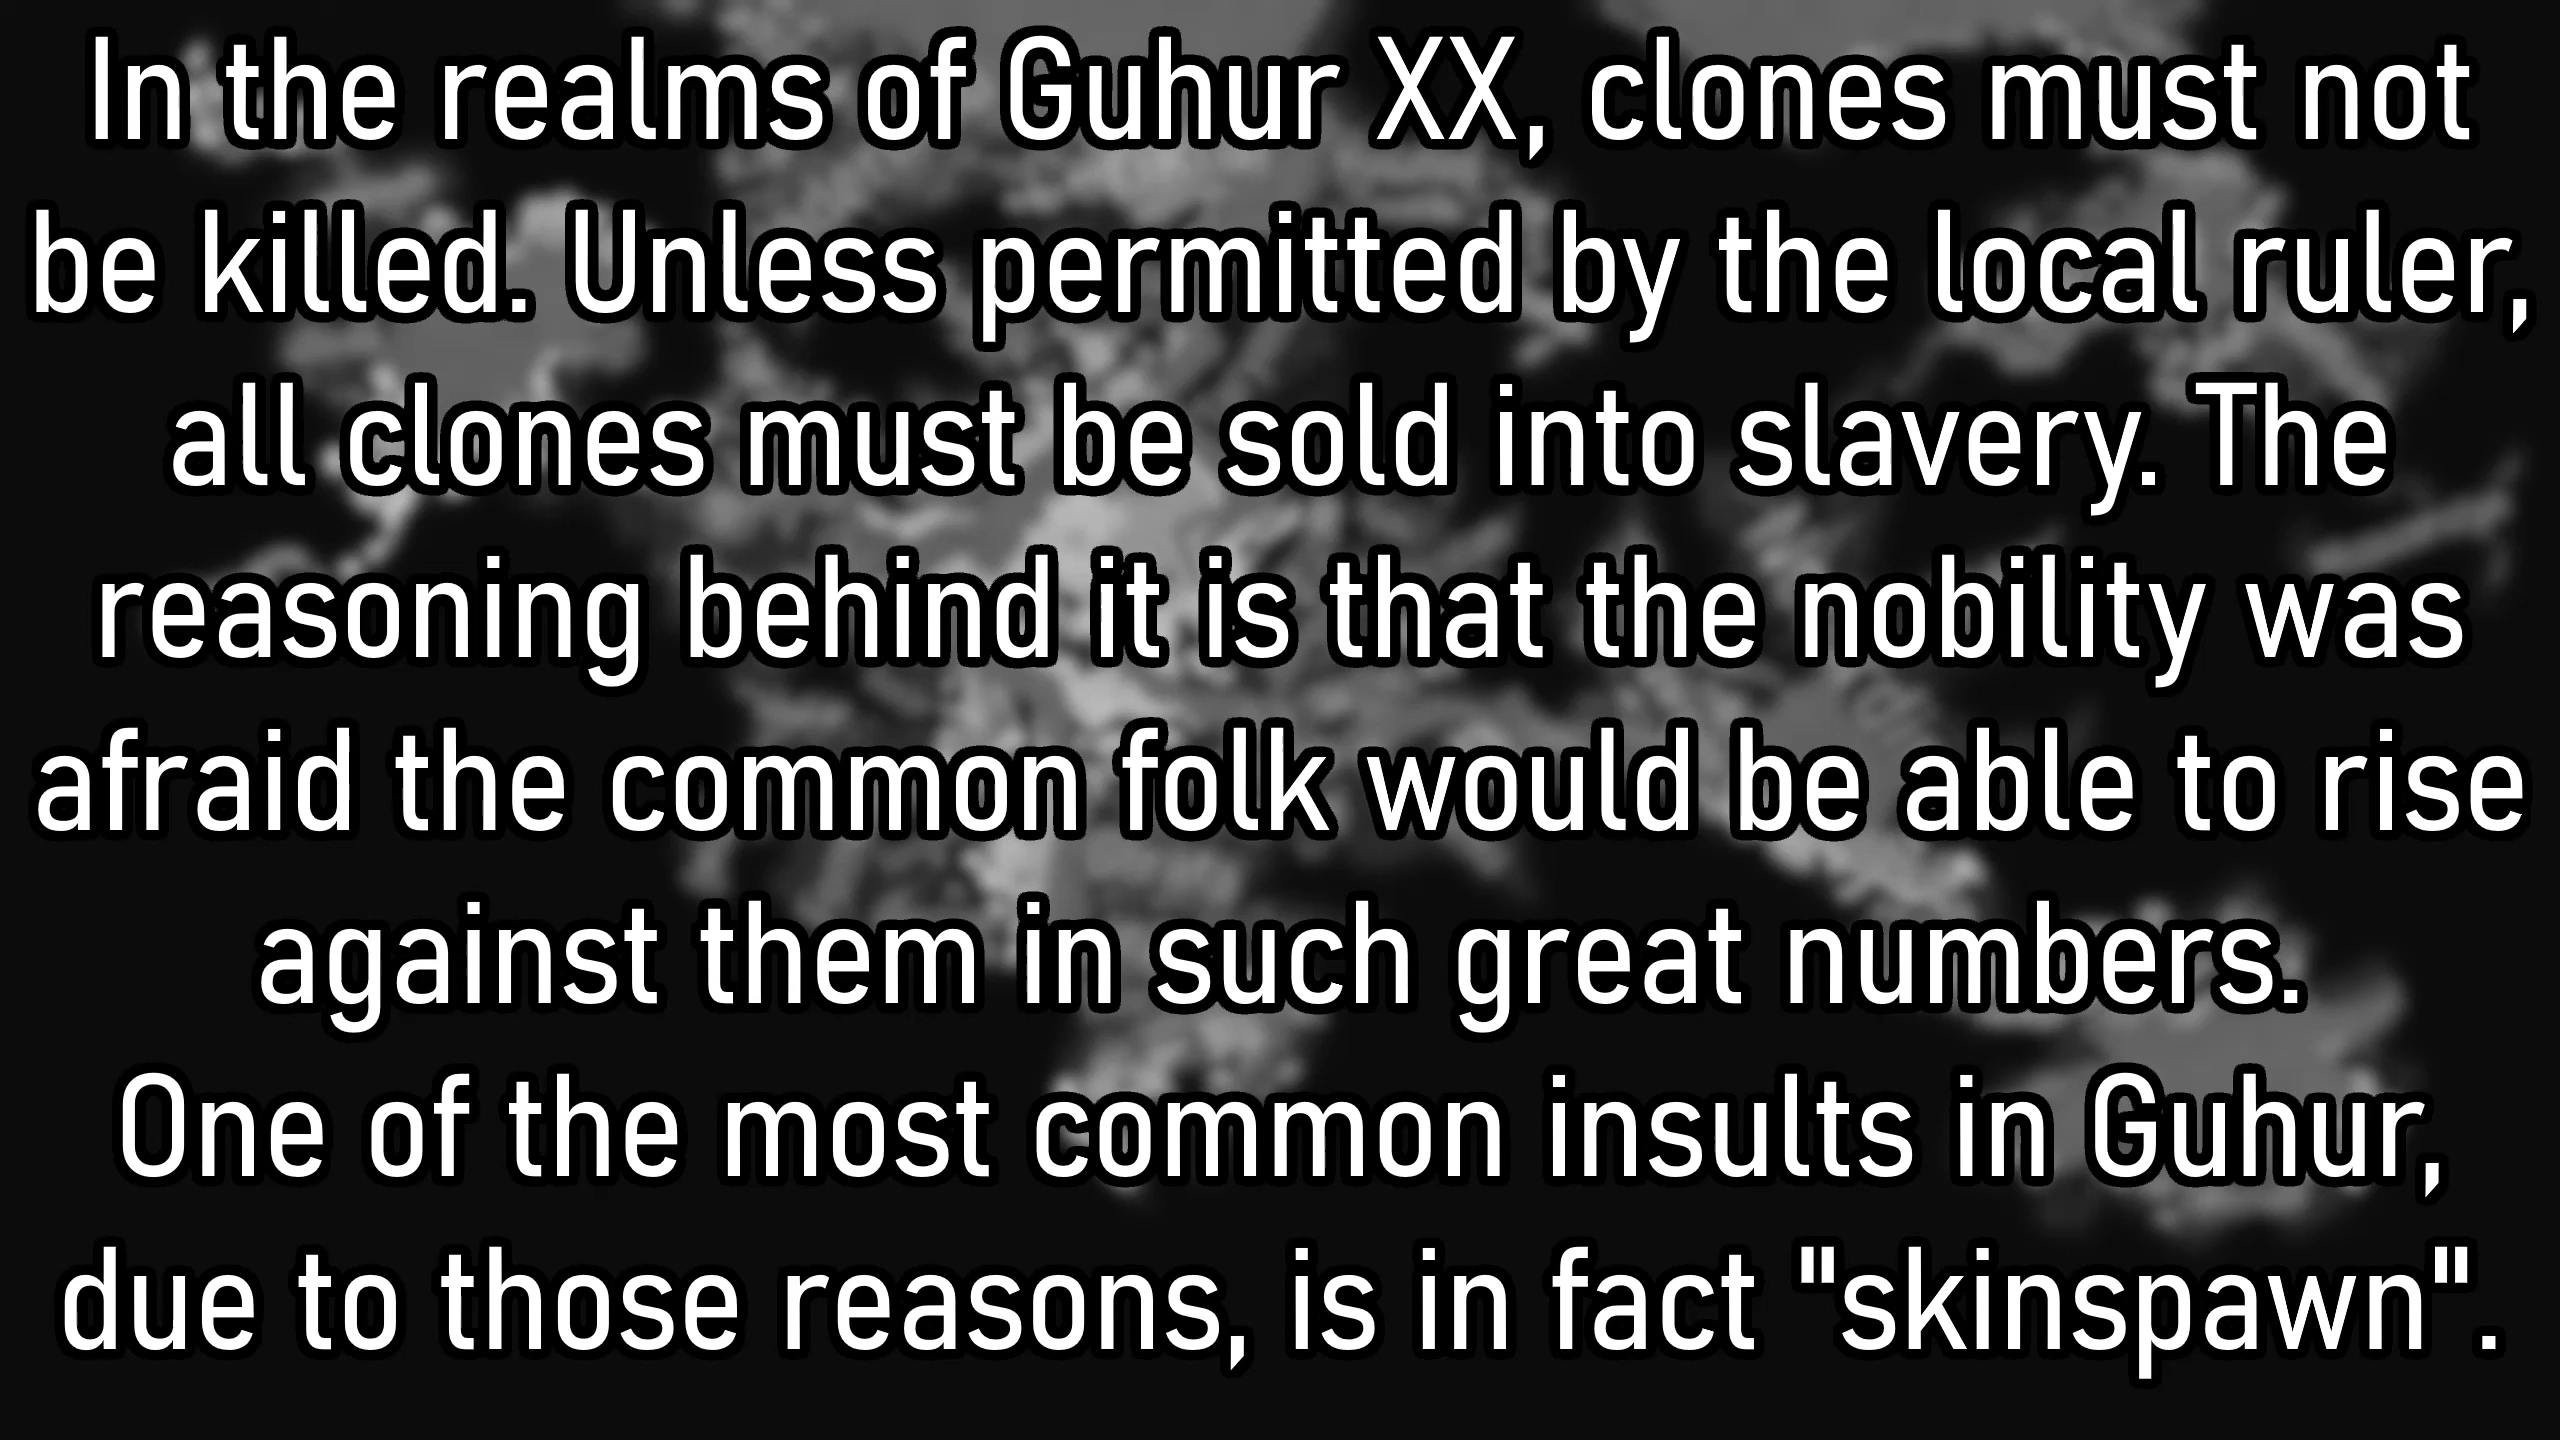 In the realms of Guhur XX, clones must not
be killed. Unless permitted by the local ruler,
all clones must be sold into slavery. The
reasoning behind it is that the nobility was
afraid the common folk would be able to rise
against them in such great numbers.
One of the most common insults in Guhur,
due to those reasons, is in fact "skinspawn".